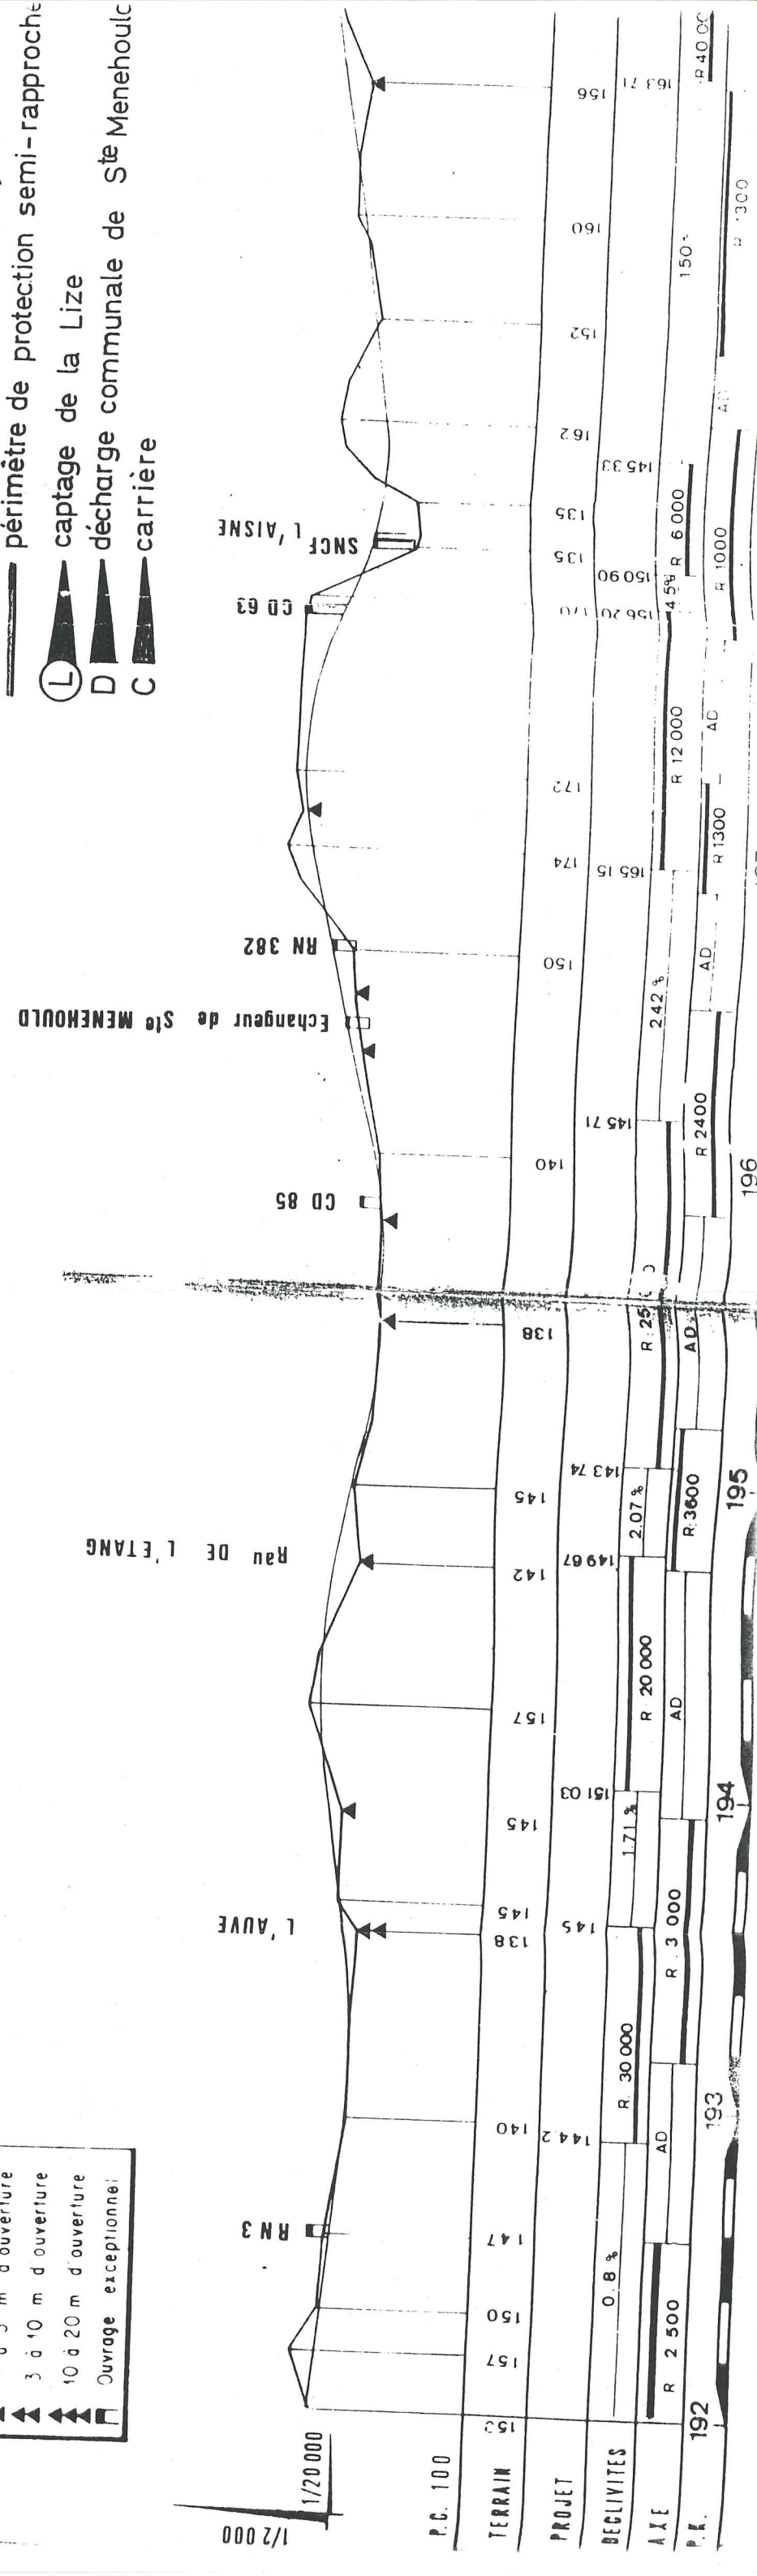 périmètre de protection semi-rapproché
L captage de la Lize
D décharge communale de Ste Menehould
C carrière
m d'ouverture
3 à 10 m d'ouverture
10 à 20 m d'ouverture
Ouvrage exceptionnel
1/2 000
1/20 000
RN 3
L'AUVE
Rau DE L'ETANG
CD 85
Echangeur de Ste MENEHOULD
RN 382
CD 63
SNCF L'AISNE
P.C. 100
TERRAIN
157 150 147 140 138 145 145 157 142 145 138 140 150 174 172 135 135 162 152 160 156
PROJET
144.2 145 151 03 149 67 143 74 145 71 165 15 156 20 150 90 145 33 163 71
DECLIVITES
0.8 % R. 30 000 1.71 % R 20 000 2.07 % 2.42 % R 12 000 4.5% R 6 000 150 R 40 00
AXE
R 2 500 AD R. 3 000 AD R: 3600 AD R 2400 AD R 1300 AD R 1000 AD R 1300
P.K.
192 193 194 195 196